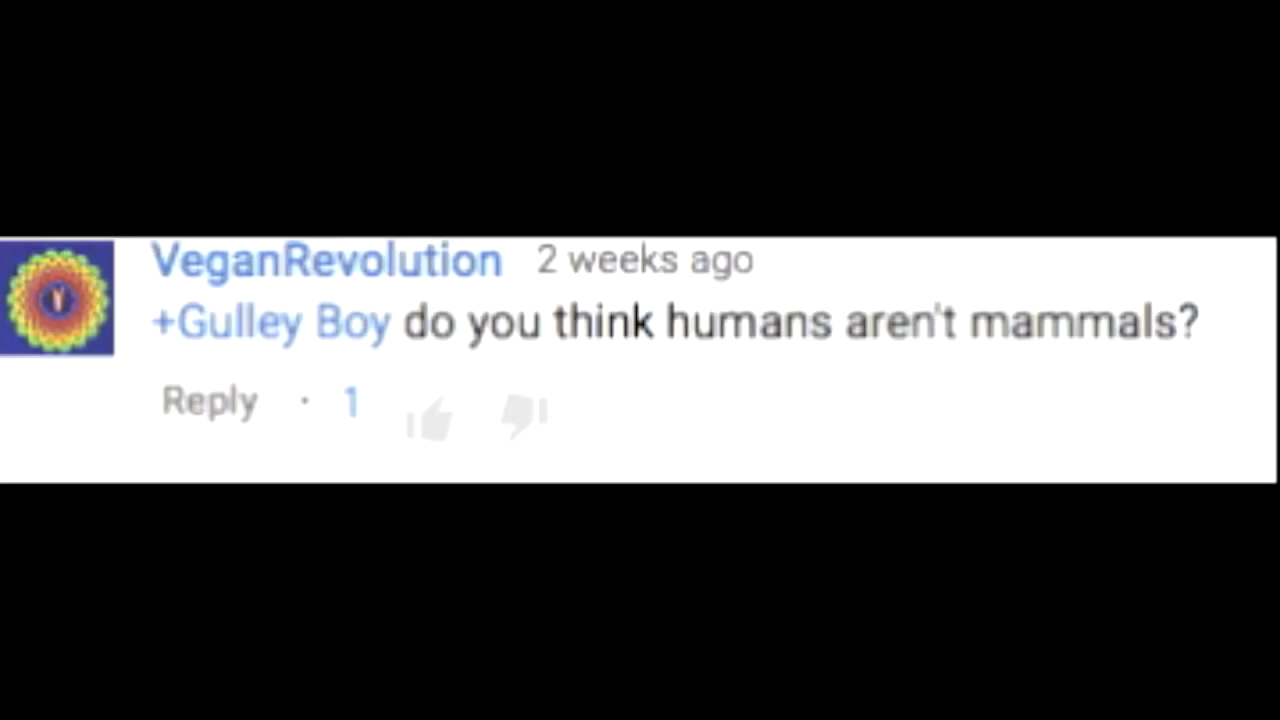 VeganRevolution 2 weeks ago
+Gulley Boy do you think humans aren't mammals?
Reply · 1